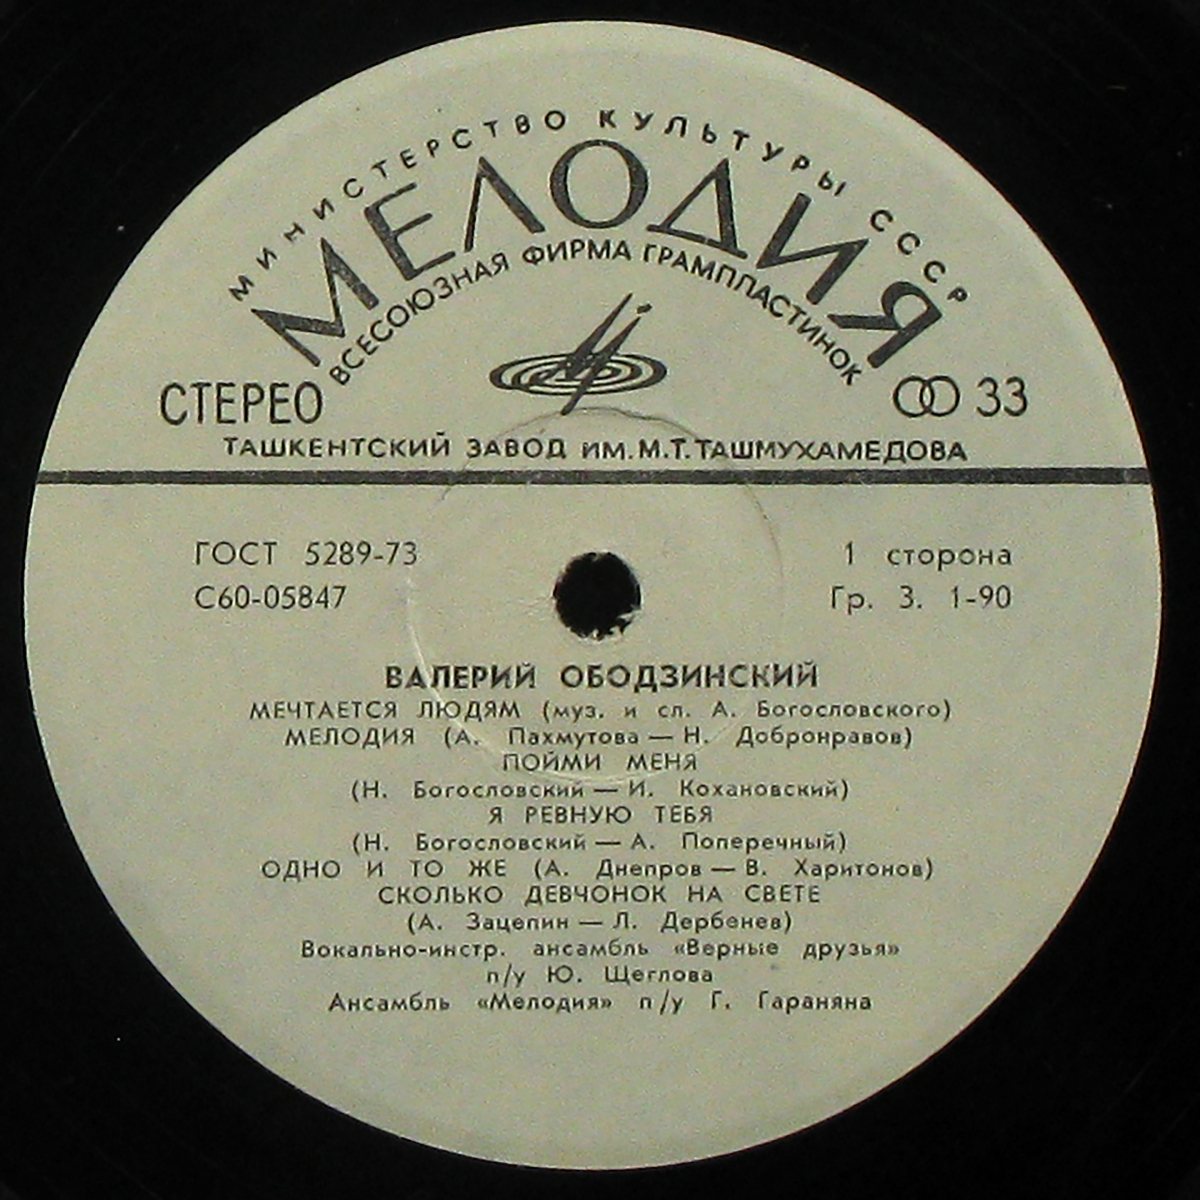 МИНИСТЕРСТВО КУЛЬТУРЫ СССР
МЕЛОДИЯ
ВСЕСОЮЗНАЯ ФИРМА ГРАМПЛАСТИНОК
СТЕРЕО
33
ТАШКЕНТСКИЙ ЗАВОД ИМ. М.Т. ТАШМУХАМЕДОВА
ГОСТ 5289-73
1 сторона
С60-05847
Гр. 3. 1-90
ВАЛЕРИЙ ОБОДЗИНСКИЙ
МЕЧТАЕТСЯ ЛЮДЯМ (муз. и сл. А. Богословского)
МЕЛОДИЯ (А. Пахмутова — Н. Добронравов)
ПОЙМИ МЕНЯ
(Н. Богословский — И. Кохановский)
Я РЕВНУЮ ТЕБЯ
(Н. Богословский — А. Поперечный)
ОДНО И ТО ЖЕ (А. Днепров — В. Харитонов)
СКОЛЬКО ДЕВЧОНОК НА СВЕТЕ
(А. Зацепин — Л. Дербенев)
Вокально-инстр. ансамбль «Верные друзья»
п/у Ю. Щеглова
Ансамбль «Мелодия» п/у Г. Гараняна